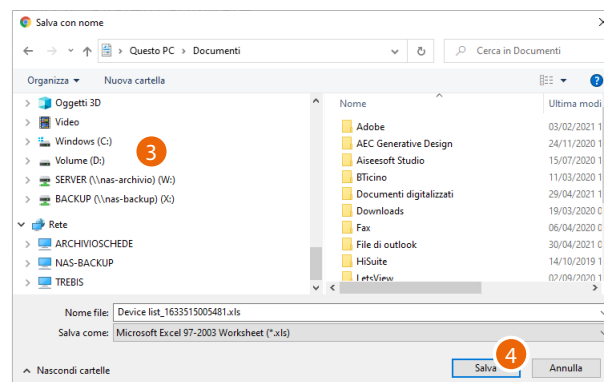 Salva con nome
Questo PC > Documenti
Cerca in Documenti
Organizza
Nuova cartella
Oggetti 3D
Video
Windows (C:)
Volume (D:)
SERVER (\\nas-archivio) (W:)
BACKUP (\\nas-backup) (X:)
Rete
ARCHIVIOSCHEDE
NAS-BACKUP
TREBIS
3
Nome Ultima modi
Adobe 03/02/2021 1
AEC Generative Design 24/11/2020 1
Aiseesoft Studio 15/07/2020 1
BTicino 11/03/2020 1
Documenti digitalizzati 29/04/2021 1
Downloads 19/03/2020 0
Fax 06/04/2020 0
File di outlook 30/04/2021 0
HiSuite 14/10/2019 1
LetsView 02/09/2020 1
Nome file: Device list_1633515005481.xls
Salva come: Microsoft Excel 97-2003 Worksheet (*.xls)
Nascondi cartelle
4
Salva Annulla